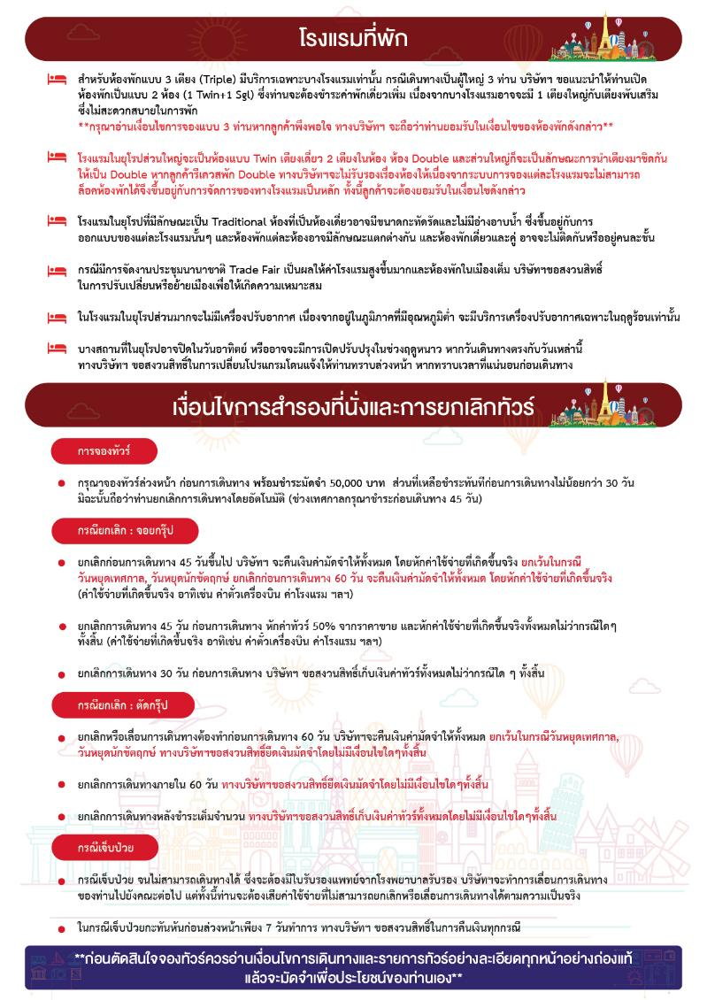 โรงแรมที่พัก
สำหรับห้องพักแบบ 3 เตียง (Triple) มีบริการเฉพาะบางโรงแรมเท่านั้น กรณีเดินทางเป็นผู้ใหญ่ 3 ท่าน บริษัทฯ ขอแนะนำให้ท่านเปิด
ห้องพักเป็นแบบ 2 ห้อง (1 Twin+1 Sgl) ซึ่งท่านจะต้องชำระค่าพักเดี่ยวเพิ่ม เนื่องจากบางโรงแรมอาจจะมี 1 เตียงใหญ่กับเตียงพับเสริม
ซึ่งไม่สะดวกสบายในการพัก
**กรุณาอ่านเงื่อนไขการจองแบบ 3 ท่านหากลูกค้าพึงพอใจ ทางบริษัทฯ จะถือว่าท่านยอมรับในเงื่อนไขของห้องพักดังกล่าว**
โรงแรมในยุโรปส่วนใหญ่จะเป็นห้องแบบ Twin เตียงเดี่ยว 2 เตียงในห้อง ห้อง Double และส่วนใหญ่ก็จะเป็นลักษณะการนำเตียงมาชิดกัน
ให้เป็น Double หากลูกค้ารีเควสพัก Double ทางบริษัทฯจะไม่รับรองเรื่องห้องให้เนื่องจากระบบการจองแต่ละโรงแรมจะไม่สามารถ
ล็อคห้องพักได้จึงขึ้นอยู่กับการจัดการของทางโรงแรมเป็นหลัก ทั้งนี้ลูกค้าจะต้องยอมรับในเงื่อนไขดังกล่าว
โรงแรมในยุโรปที่มีลักษณะเป็น Traditional ห้องที่เป็นห้องเดี่ยวอาจมีขนาดกะทัดรัดและไม่มีอ่างอาบน้ำ ซึ่งขึ้นอยู่กับการ
ออกแบบของแต่ละโรงแรมนั้นๆ และห้องพักแต่ละห้องอาจมีลักษณะแตกต่างกัน และห้องพักเดี่ยวและคู่ อาจจะไม่ติดกันหรืออยู่คนละชั้น
กรณีมีการจัดงานประชุมนานาชาติ Trade Fair เป็นผลให้ค่าโรงแรมสูงขึ้นมากและห้องพักในเมืองเต็ม บริษัทฯขอสงวนสิทธิ์
ในการปรับเปลี่ยนหรือย้ายเมืองเพื่อให้เกิดความเหมาะสม
ในโรงแรมในยุโรปส่วนมากจะไม่มีเครื่องปรับอากาศ เนื่องจากอยู่ในภูมิภาคที่มีอุณหภูมิต่ำ จะมีบริการเครื่องปรับอากาศเฉพาะในฤดูร้อนเท่านั้น
บางสถานที่ในยุโรปอาจปิดในวันอาทิตย์ หรืออาจจะมีการเปิดปรับปรุงในช่วงฤดูหนาว หากวันเดินทางตรงกับวันเหล่านี้
ทางบริษัทฯ ขอสงวนสิทธิ์ในการเปลี่ยนโปรแกรมโดนแจ้งให้ท่านทราบล่วงหน้า หากทราบเวลาที่แน่นอนก่อนเดินทาง
เงื่อนไขการสำรองที่นั่งและการยกเลิกทัวร์
การจองทัวร์
กรุณาจองทัวร์ล่วงหน้า ก่อนการเดินทาง พร้อมชำระมัดจำ 50,000 บาท ส่วนที่เหลือชำระทันทีก่อนการเดินทางไม่น้อยกว่า 30 วัน
มิฉะนั้นถือว่าท่านยกเลิกการเดินทางโดยอัตโนมัติ (ช่วงเทศกาลกรุณาชำระก่อนเดินทาง 45 วัน)
กรณียกเลิก : จอยกรุ๊ป
ยกเลิกก่อนการเดินทาง 45 วันขึ้นไป บริษัทฯ จะคืนเงินค่ามัดจำให้ทั้งหมด โดยหักค่าใช้จ่ายที่เกิดขึ้นจริง ยกเว้นในกรณี
วันหยุดเทศกาล, วันหยุดนักขัตฤกษ์ ยกเลิกก่อนการเดินทาง 60 วัน จะคืนเงินค่ามัดจำให้ทั้งหมด โดยหักค่าใช้จ่ายที่เกิดขึ้นจริง
(ค่าใช้จ่ายที่เกิดขึ้นจริง อาทิเช่น ค่าตั๋วเครื่องบิน ค่าโรงแรม ฯลฯ)
ยกเลิกการเดินทาง 45 วัน ก่อนการเดินทาง หักค่าทัวร์ 50% จากราคาขาย และหักค่าใช้จ่ายที่เกิดขึ้นจริงทั้งหมดไม่ว่ากรณีใดๆ
ทั้งสิ้น (ค่าใช้จ่ายที่เกิดขึ้นจริง อาทิเช่น ค่าตั๋วเครื่องบิน ค่าโรงแรม ฯลฯ)
ยกเลิกการเดินทาง 30 วัน ก่อนการเดินทาง บริษัทฯ ขอสงวนสิทธิ์เก็บเงินค่าทัวร์ทั้งหมดไม่ว่ากรณีใด ๆ ทั้งสิ้น
กรณียกเลิก : ตัดกรุ๊ป
ยกเลิกหรือเลื่อนการเดินทางต้องทำก่อนการเดินทาง 60 วัน บริษัทฯจะคืนเงินค่ามัดจำให้ทั้งหมด ยกเว้นในกรณีวันหยุดเทศกาล,
วันหยุดนักขัตฤกษ์ ทางบริษัทฯขอสงวนสิทธิ์ยึดเงินมัดจำโดยไม่มีเงื่อนไขใดๆทั้งสิ้น
ยกเลิกการเดินทางภายใน 60 วัน ทางบริษัทฯขอสงวนสิทธิ์ยึดเงินมัดจำโดยไม่มีเงื่อนไขใดๆทั้งสิ้น
ยกเลิกการเดินทางหลังชำระเต็มจำนวน ทางบริษัทฯขอสงวนสิทธิ์เก็บเงินค่าทัวร์ทั้งหมดโดยไม่มีเงื่อนไขใดๆทั้งสิ้น
กรณีเจ็บป่วย
กรณีเจ็บป่วย จนไม่สามารถเดินทางได้ ซึ่งจะต้องมีใบรับรองแพทย์จากโรงพยาบาลรับรอง บริษัทฯจะทำการเลื่อนการเดินทาง
ของท่านไปยังคณะต่อไป แต่ทั้งนี้ท่านจะต้องเสียค่าใช้จ่ายที่ไม่สามารถยกเลิกหรือเลื่อนการเดินทางได้ตามความเป็นจริง
ในกรณีเจ็บป่วยกะทันหันก่อนล่วงหน้าเพียง 7 วันทำการ ทางบริษัทฯ ขอสงวนสิทธิ์ในการคืนเงินทุกกรณี
**ก่อนตัดสินใจจองทัวร์ควรอ่านเงื่อนไขการเดินทางและรายการทัวร์อย่างละเอียดทุกหน้าอย่างถ่องแท้
แล้วจะมัดจำเพื่อประโยชน์ของท่านเอง**